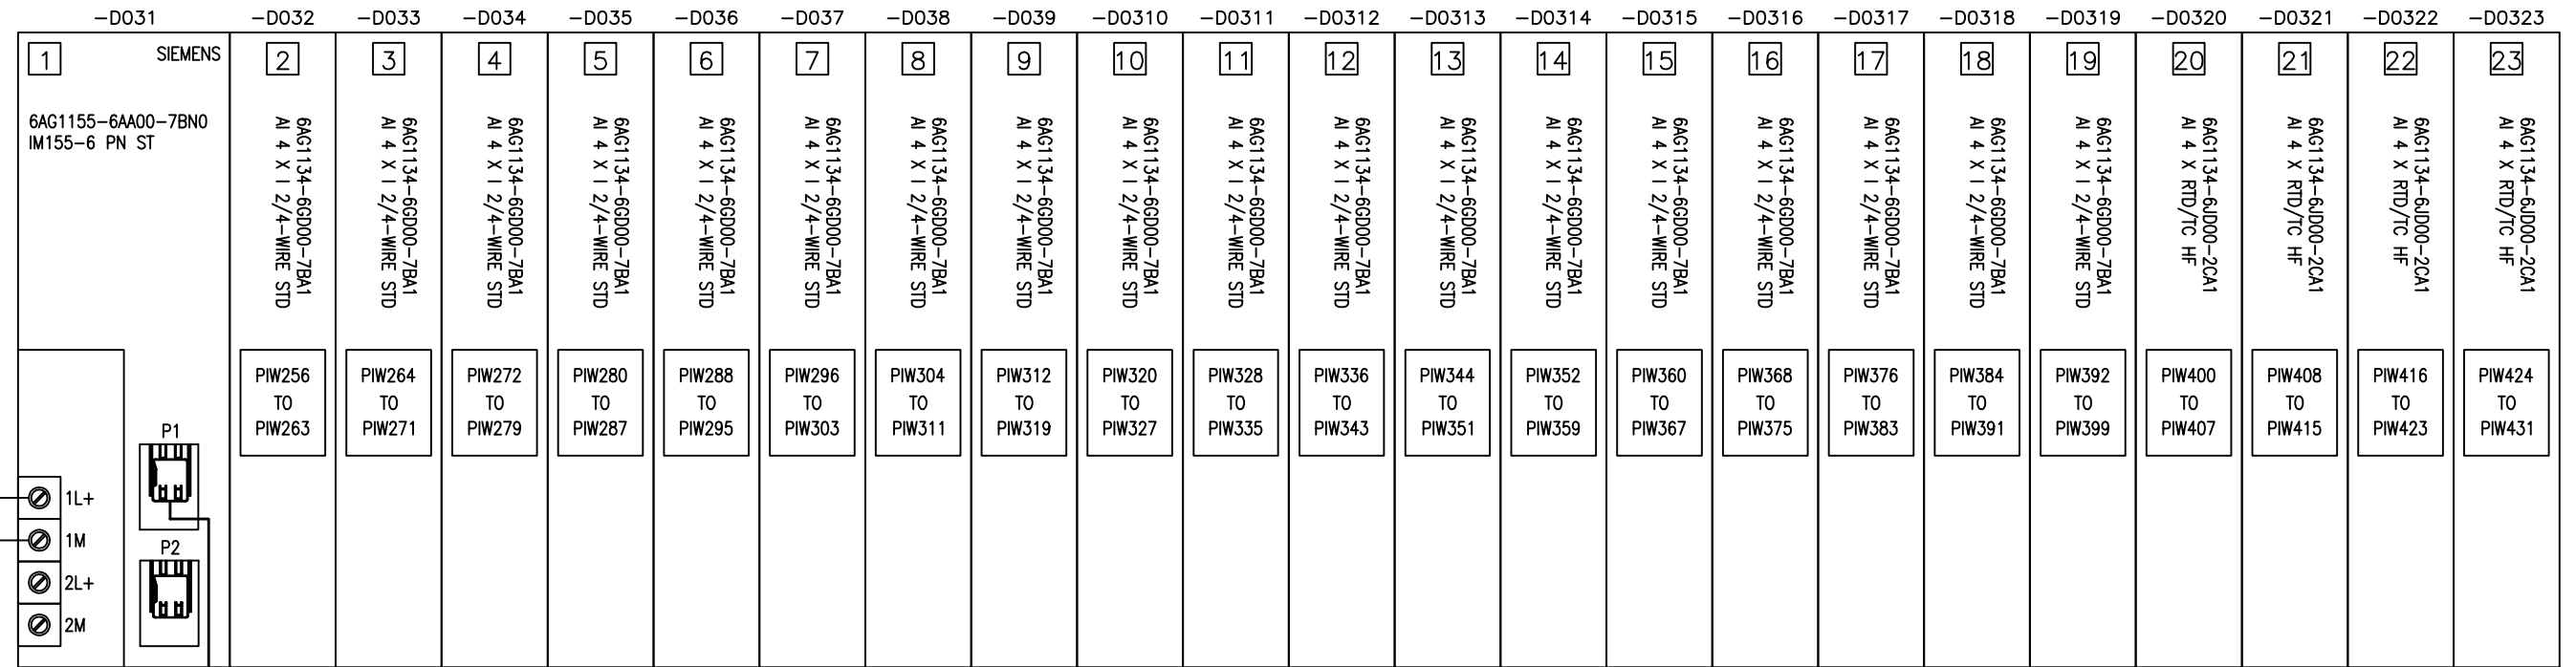 -D031 -D032 -D033 -D034 -D035 -D036 -D037 -D038 -D039 -D0310 -D0311 -D0312 -D0313 -D0314 -D0315 -D0316 -D0317 -D0318 -D0319 -D0320 -D0321 -D0322 -D0323
1 SIEMENS 2 3 4 5 6 7 8 9 10 11 12 13 14 15 16 17 18 19 20 21 22 23
6AG1155-6AA00-7BN0
IM155-6 PN ST
6AG1134-6GD00-7BA1
AI 4 X I 2/4-WIRE STD
6AG1134-6GD00-7BA1
AI 4 X I 2/4-WIRE STD
6AG1134-6GD00-7BA1
AI 4 X I 2/4-WIRE STD
6AG1134-6GD00-7BA1
AI 4 X I 2/4-WIRE STD
6AG1134-6GD00-7BA1
AI 4 X I 2/4-WIRE STD
6AG1134-6GD00-7BA1
AI 4 X I 2/4-WIRE STD
6AG1134-6GD00-7BA1
AI 4 X I 2/4-WIRE STD
6AG1134-6GD00-7BA1
AI 4 X I 2/4-WIRE STD
6AG1134-6GD00-7BA1
AI 4 X I 2/4-WIRE STD
6AG1134-6GD00-7BA1
AI 4 X I 2/4-WIRE STD
6AG1134-6GD00-7BA1
AI 4 X I 2/4-WIRE STD
6AG1134-6GD00-7BA1
AI 4 X I 2/4-WIRE STD
6AG1134-6GD00-7BA1
AI 4 X I 2/4-WIRE STD
6AG1134-6GD00-7BA1
AI 4 X I 2/4-WIRE STD
6AG1134-6GD00-7BA1
AI 4 X I 2/4-WIRE STD
6AG1134-6GD00-7BA1
AI 4 X I 2/4-WIRE STD
6AG1134-6GD00-7BA1
AI 4 X I 2/4-WIRE STD
6AG1134-6GD00-7BA1
AI 4 X I 2/4-WIRE STD
6AG1134-6JD00-2CA1
AI 4 X RTD/TC HF
6AG1134-6JD00-2CA1
AI 4 X RTD/TC HF
6AG1134-6JD00-2CA1
AI 4 X RTD/TC HF
6AG1134-6JD00-2CA1
AI 4 X RTD/TC HF
PIW256 PIW264 PIW272 PIW280 PIW288 PIW296 PIW304 PIW312 PIW320 PIW328 PIW336 PIW344 PIW352 PIW360 PIW368 PIW376 PIW384 PIW392 PIW400 PIW408 PIW416 PIW424
TO TO TO TO TO TO TO TO TO TO TO TO TO TO TO TO TO TO TO TO TO TO
PIW263 PIW271 PIW279 PIW287 PIW295 PIW303 PIW311 PIW319 PIW327 PIW335 PIW343 PIW351 PIW359 PIW367 PIW375 PIW383 PIW391 PIW399 PIW407 PIW415 PIW423 PIW431
P1
1L+
1M
P2
2L+
2M